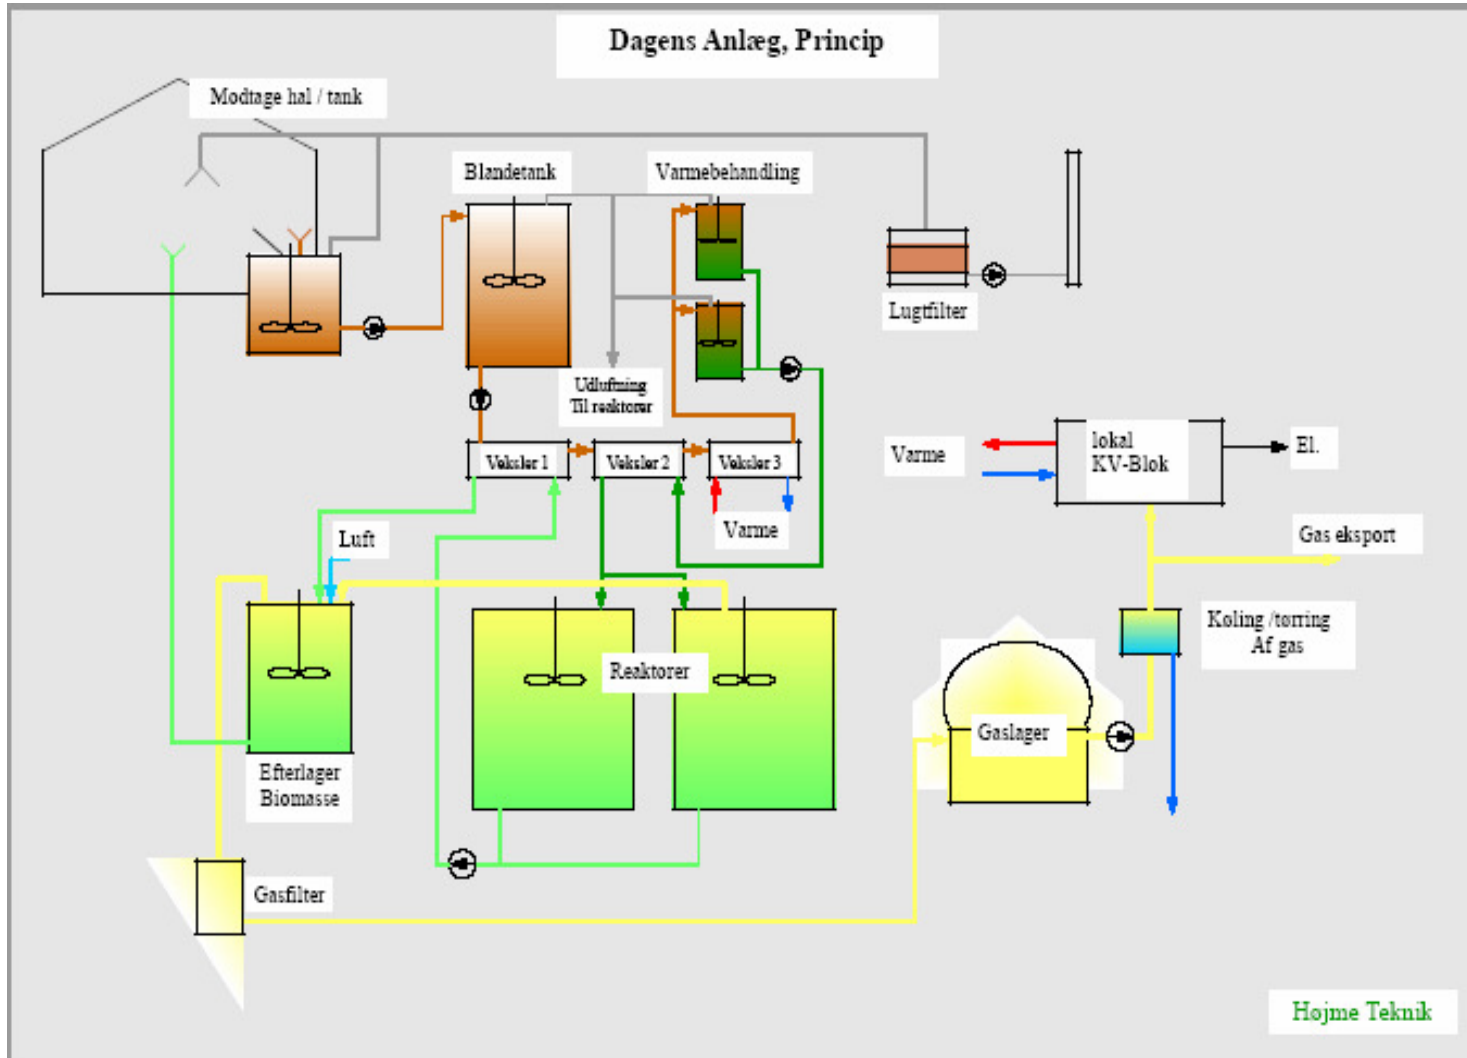 Dagens Anlæg, Princip
Modtage hal / tank
Blandetank
Varmebehandling
Lugtfilter
Udluftning
Til reaktorer
Veksler 1
Veksler 2
Veksler 3
Varme
lokal
KV-Blok
El.
Varme
Luft
Gas eksport
Køling /tørring
Af gas
Reaktorer
Gaslager
Efterlager
Biomasse
Gasfilter
Højme Teknik